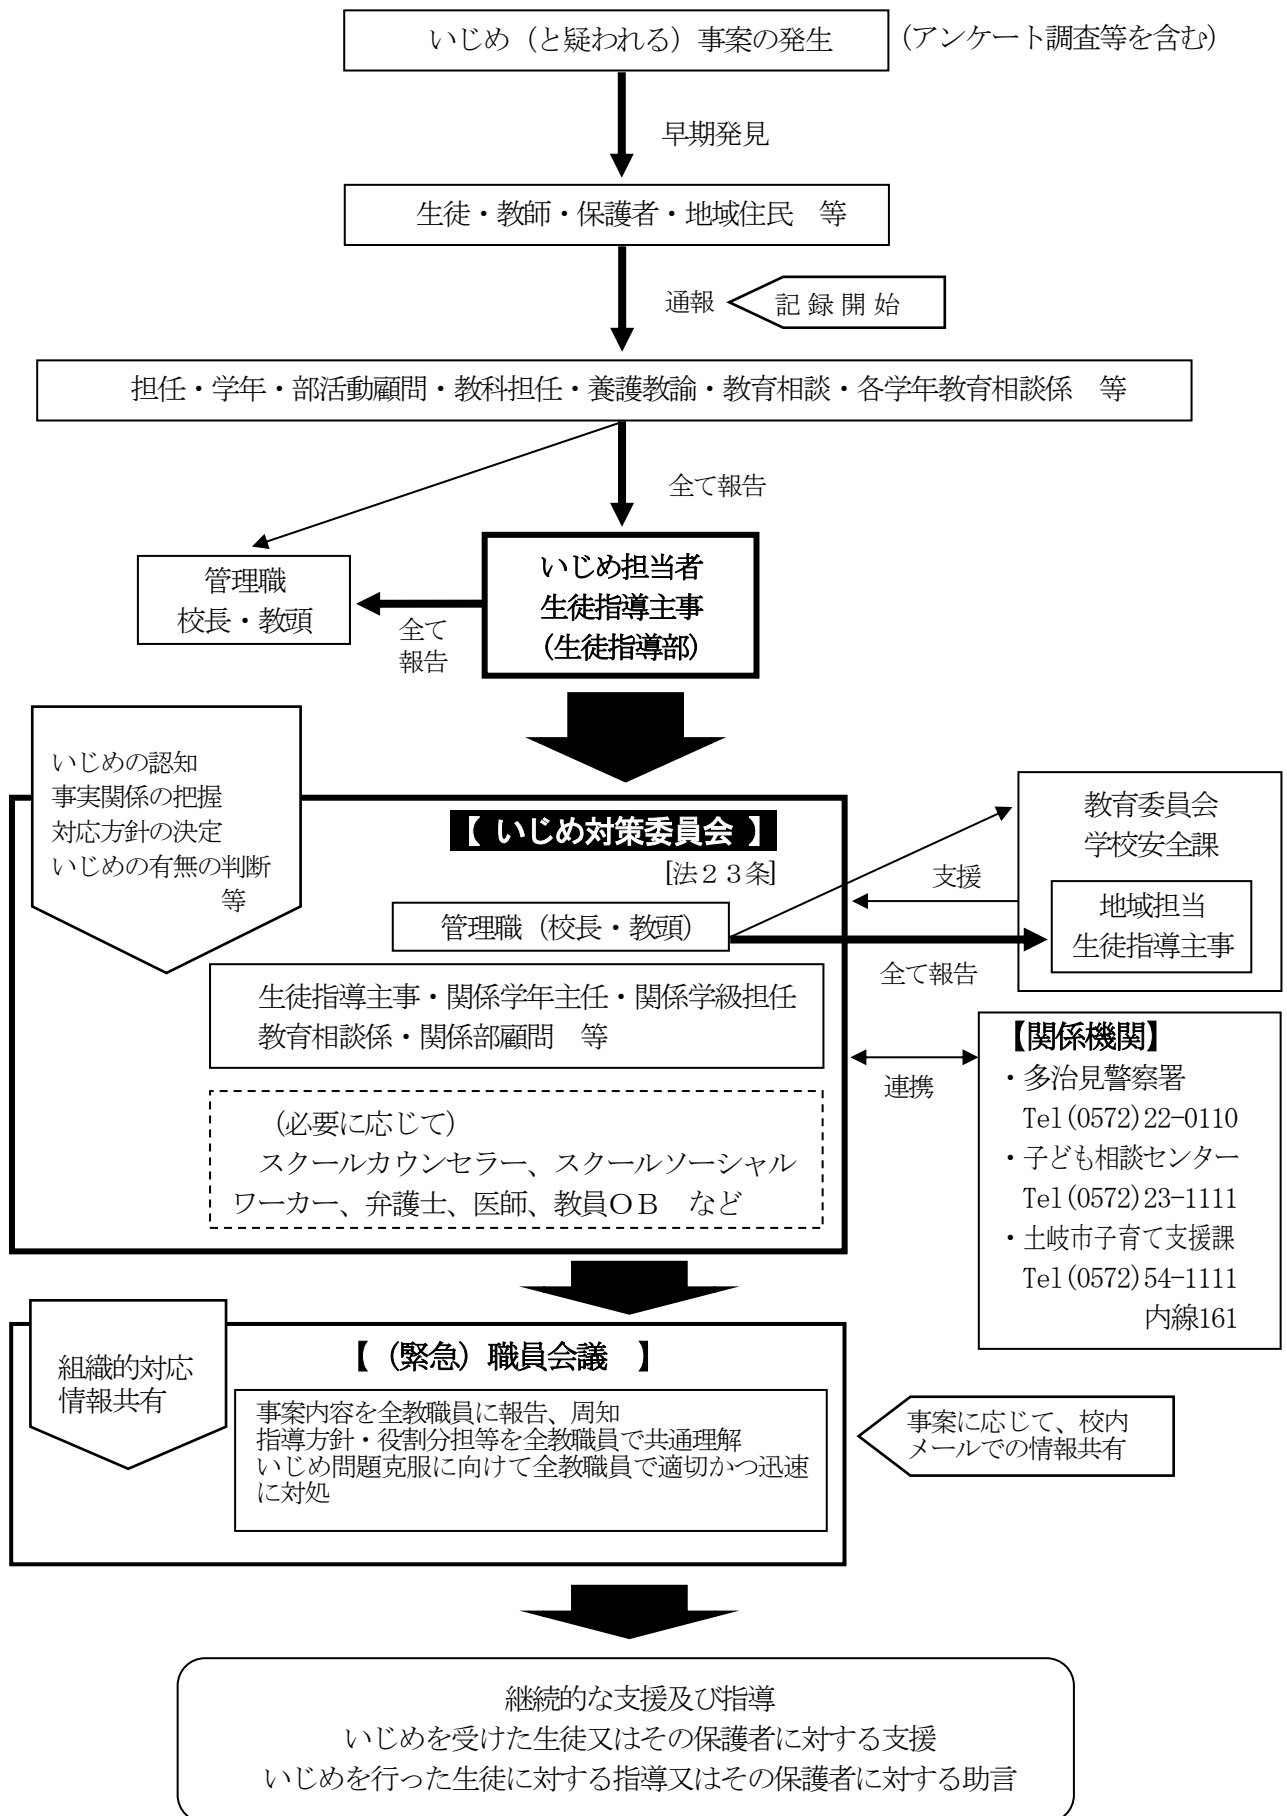 いじめ（と疑われる）事案の発生
（アンケート調査等を含む）
早期発見
生徒・教師・保護者・地域住民　等
通報
記 録 開 始
担任・学年・部活動顧問・教科担任・養護教諭・教育相談・各学年教育相談係　等
全て報告
いじめ担当者
生徒指導主事
（生徒指導部）
管理職
校長・教頭
全て
報告
いじめの認知
事実関係の把握
対応方針の決定
いじめの有無の判断
等
【 いじめ対策委員会 】
[法２３条]
管理職（校長・教頭）
生徒指導主事・関係学年主任・関係学級担任
教育相談係・関係部顧問　等
（必要に応じて）
スクールカウンセラー、スクールソーシャル
ワーカー、弁護士、医師、教員ＯＢ　など
教育委員会
学校安全課
支援
地域担当
生徒指導主事
全て報告
連携
【関係機関】
・多治見警察署
Tel(0572)22-0110
・子ども相談センター
Tel(0572)23-1111
・土岐市子育て支援課
Tel(0572)54-1111
内線161
組織的対応
情報共有
【（緊急）職員会議　】
事案内容を全教職員に報告、周知
指導方針・役割分担等を全教職員で共通理解
いじめ問題克服に向けて全教職員で適切かつ迅速
に対処
事案に応じて、校内
メールでの情報共有
継続的な支援及び指導
いじめを受けた生徒又はその保護者に対する支援
いじめを行った生徒に対する指導又はその保護者に対する助言